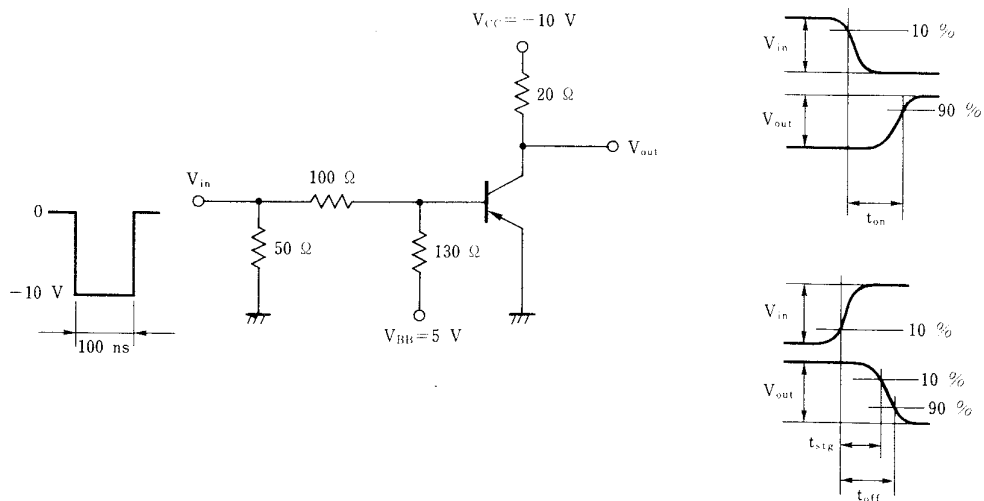 V_CC=−10 V
20 Ω
V_out
V_in
100 Ω
0
50 Ω
130 Ω
−10 V
100 ns
V_BB=5 V
V_in
10 %
V_out
90 %
t_on
V_in
10 %
V_out
10 %
90 %
t_stg
t_off